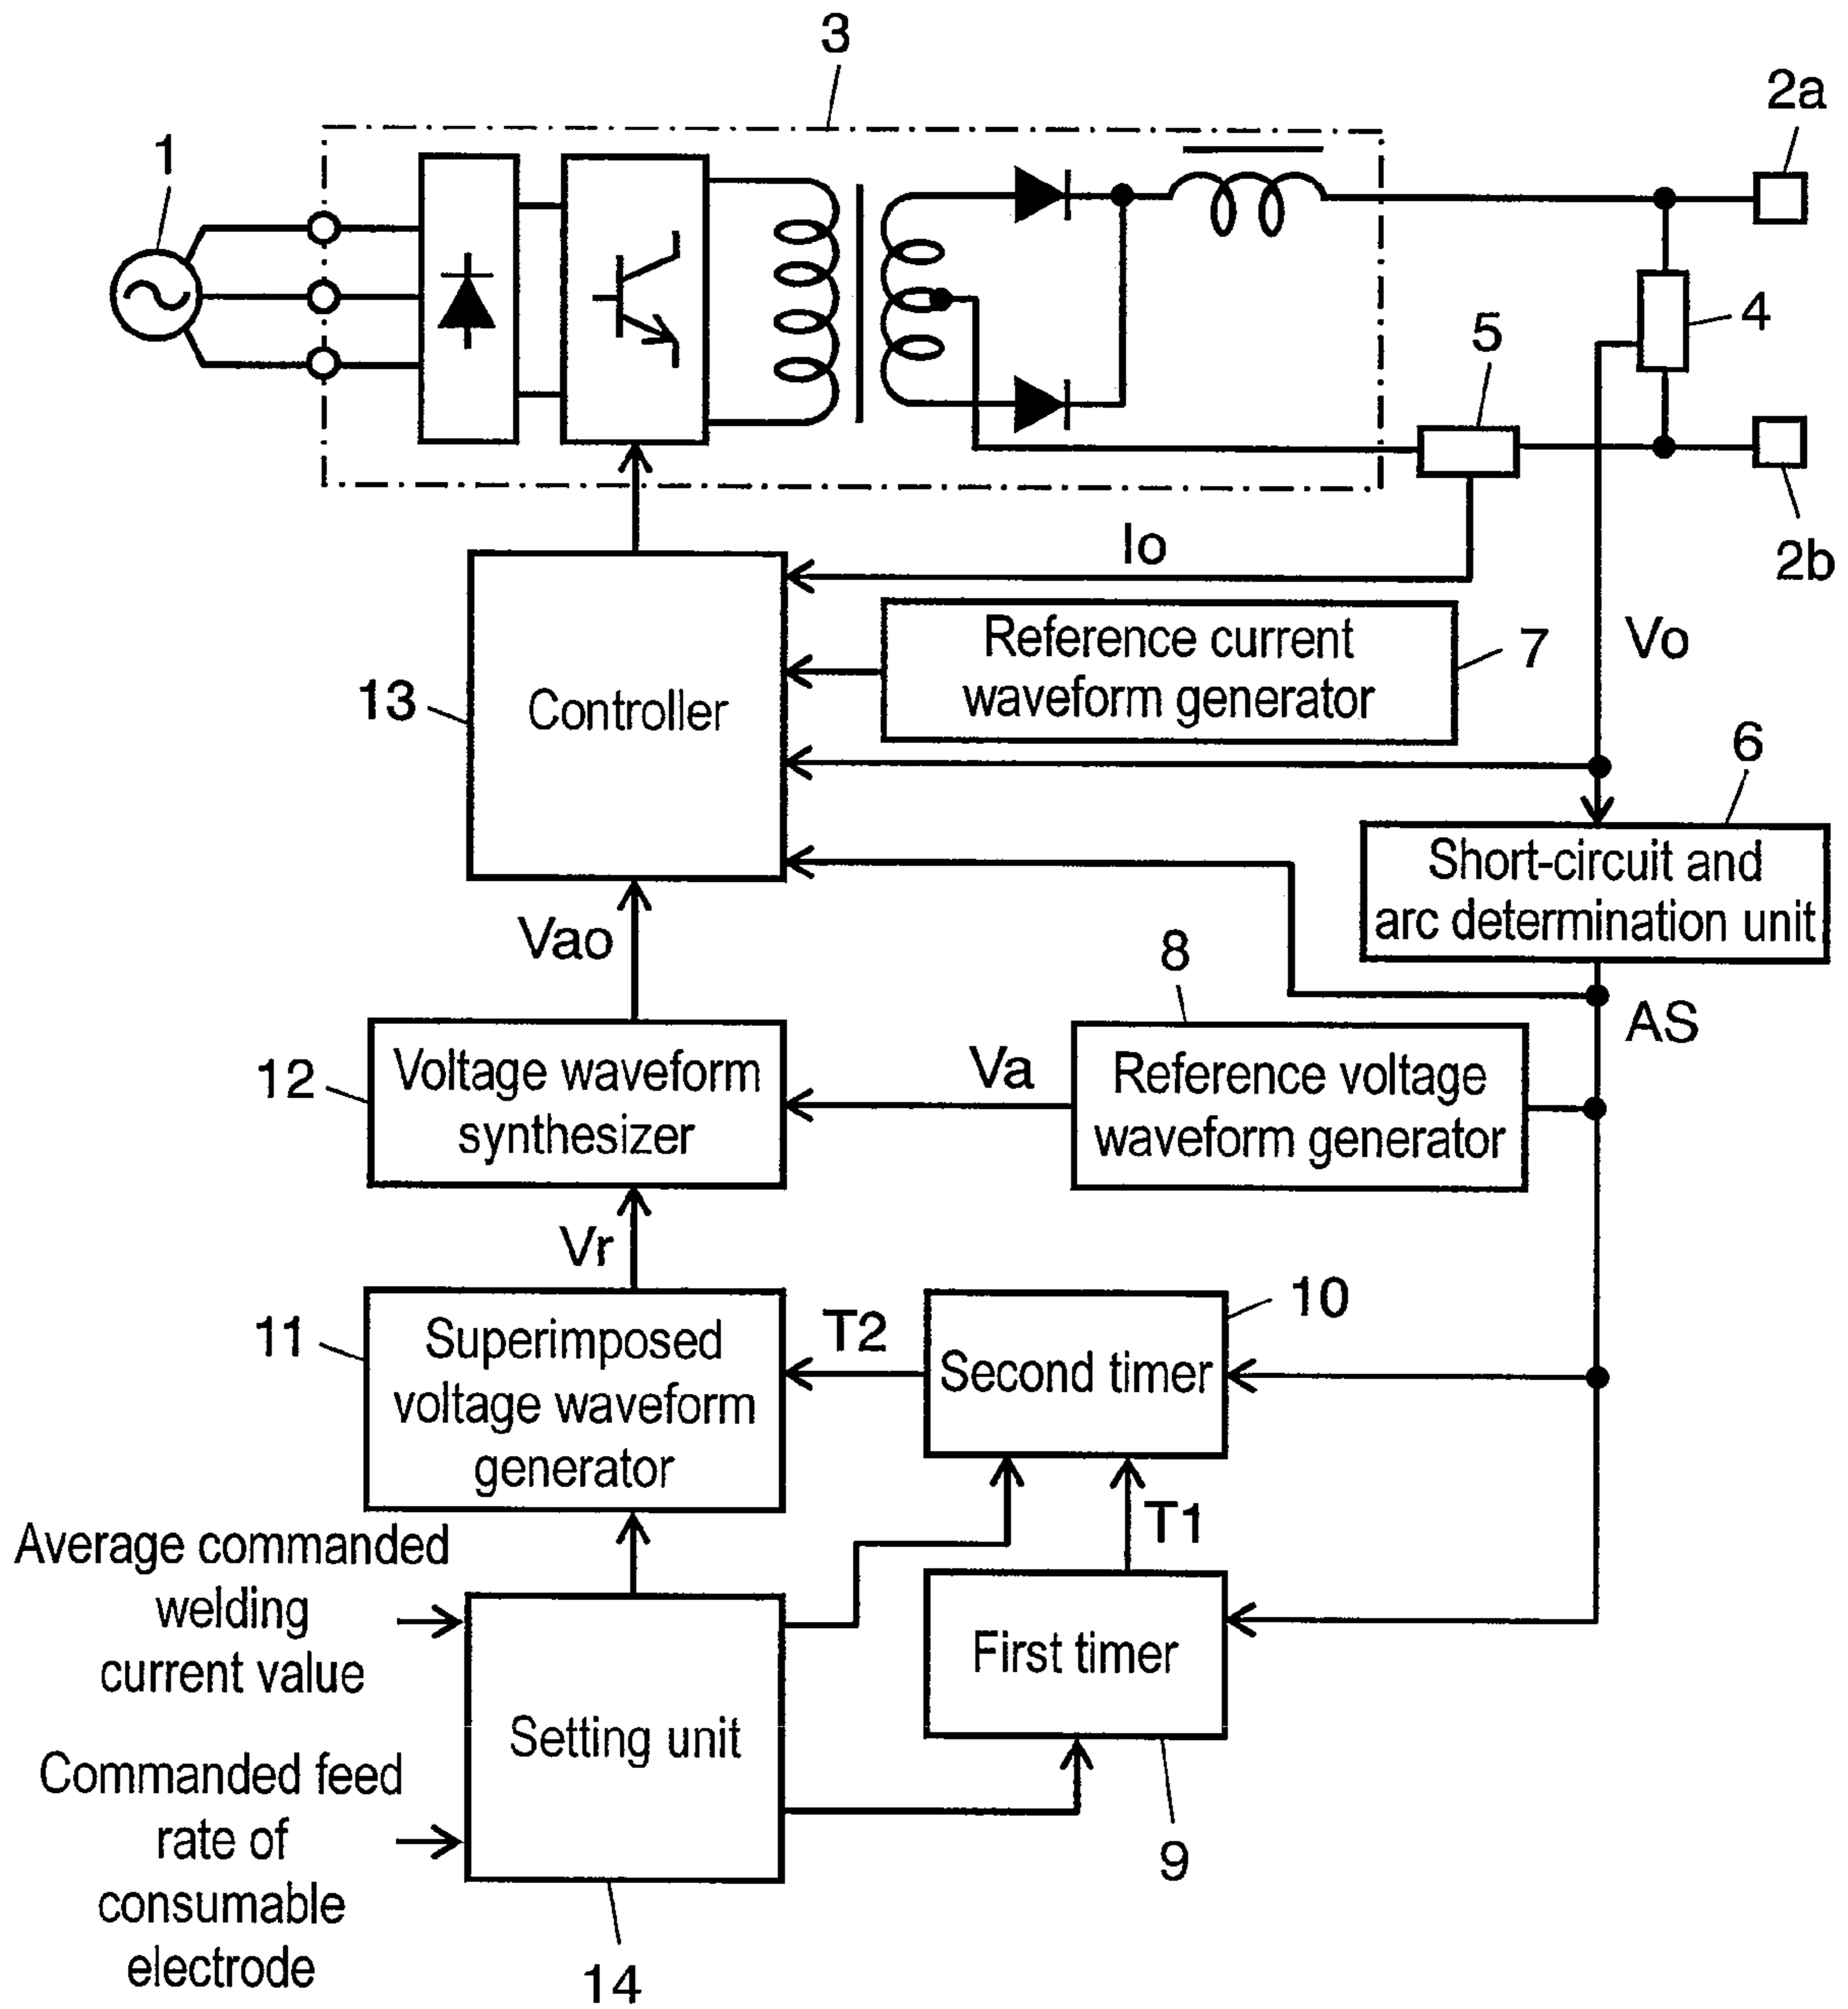 3
2a
1
4
5
2b
Io
Reference current
waveform generator
7
Vo
13
Controller
6
Short-circuit and
arc determination unit
Vao
8
AS
12
Voltage waveform
synthesizer
Va
Reference voltage
waveform generator
Vr
10
11
Superimposed
voltage waveform
generator
T2
Second timer
T1
Average commanded
welding
current value
First timer
Setting unit
Commanded feed
rate of
consumable
electrode
9
14